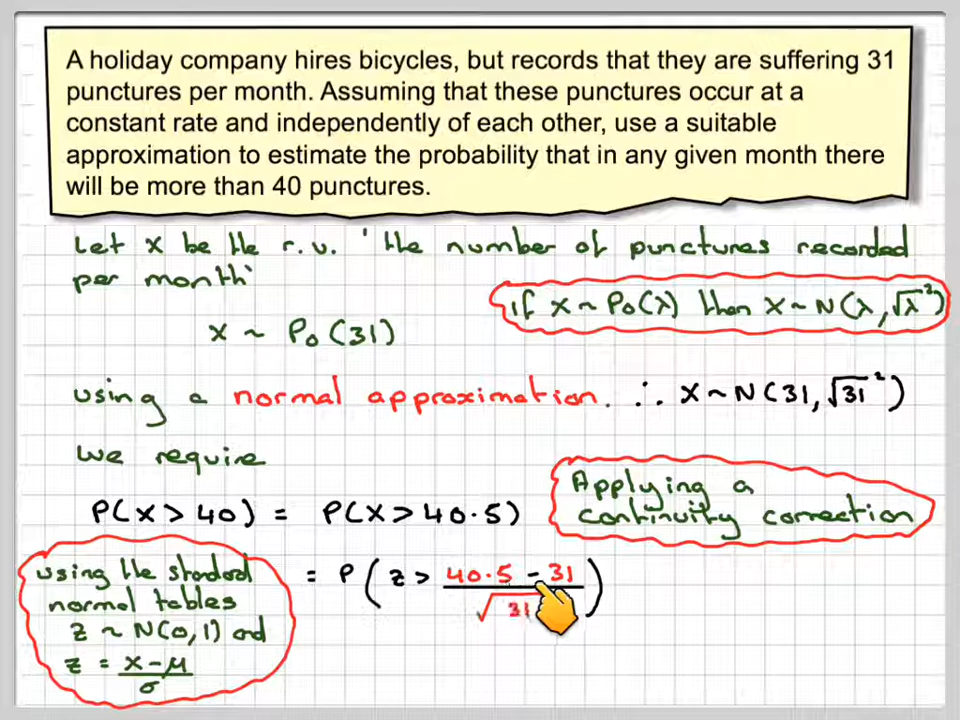 A holiday company hires bicycles, but records that they are suffering 31
punctures per month. Assuming that these punctures occur at a
constant rate and independently of each other, use a suitable
approximation to estimate the probability that in any given month there
will be more than 40 punctures.
Let X be the r.v. 'the number of punctures recorded
per month'
if X ~ Po(λ) then X ~ N(λ, √λ²)
X ~ Po(31)
using a normal approximation. ∴ X ~ N(31, √31²)
we require
Applying a
continuity correction
P(X > 40) = P(X > 40.5)
using the standard
normal tables
Z ~ N(0, 1) and
Z = (X - μ) / σ
= P(Z > (40.5 - 31) / √31)